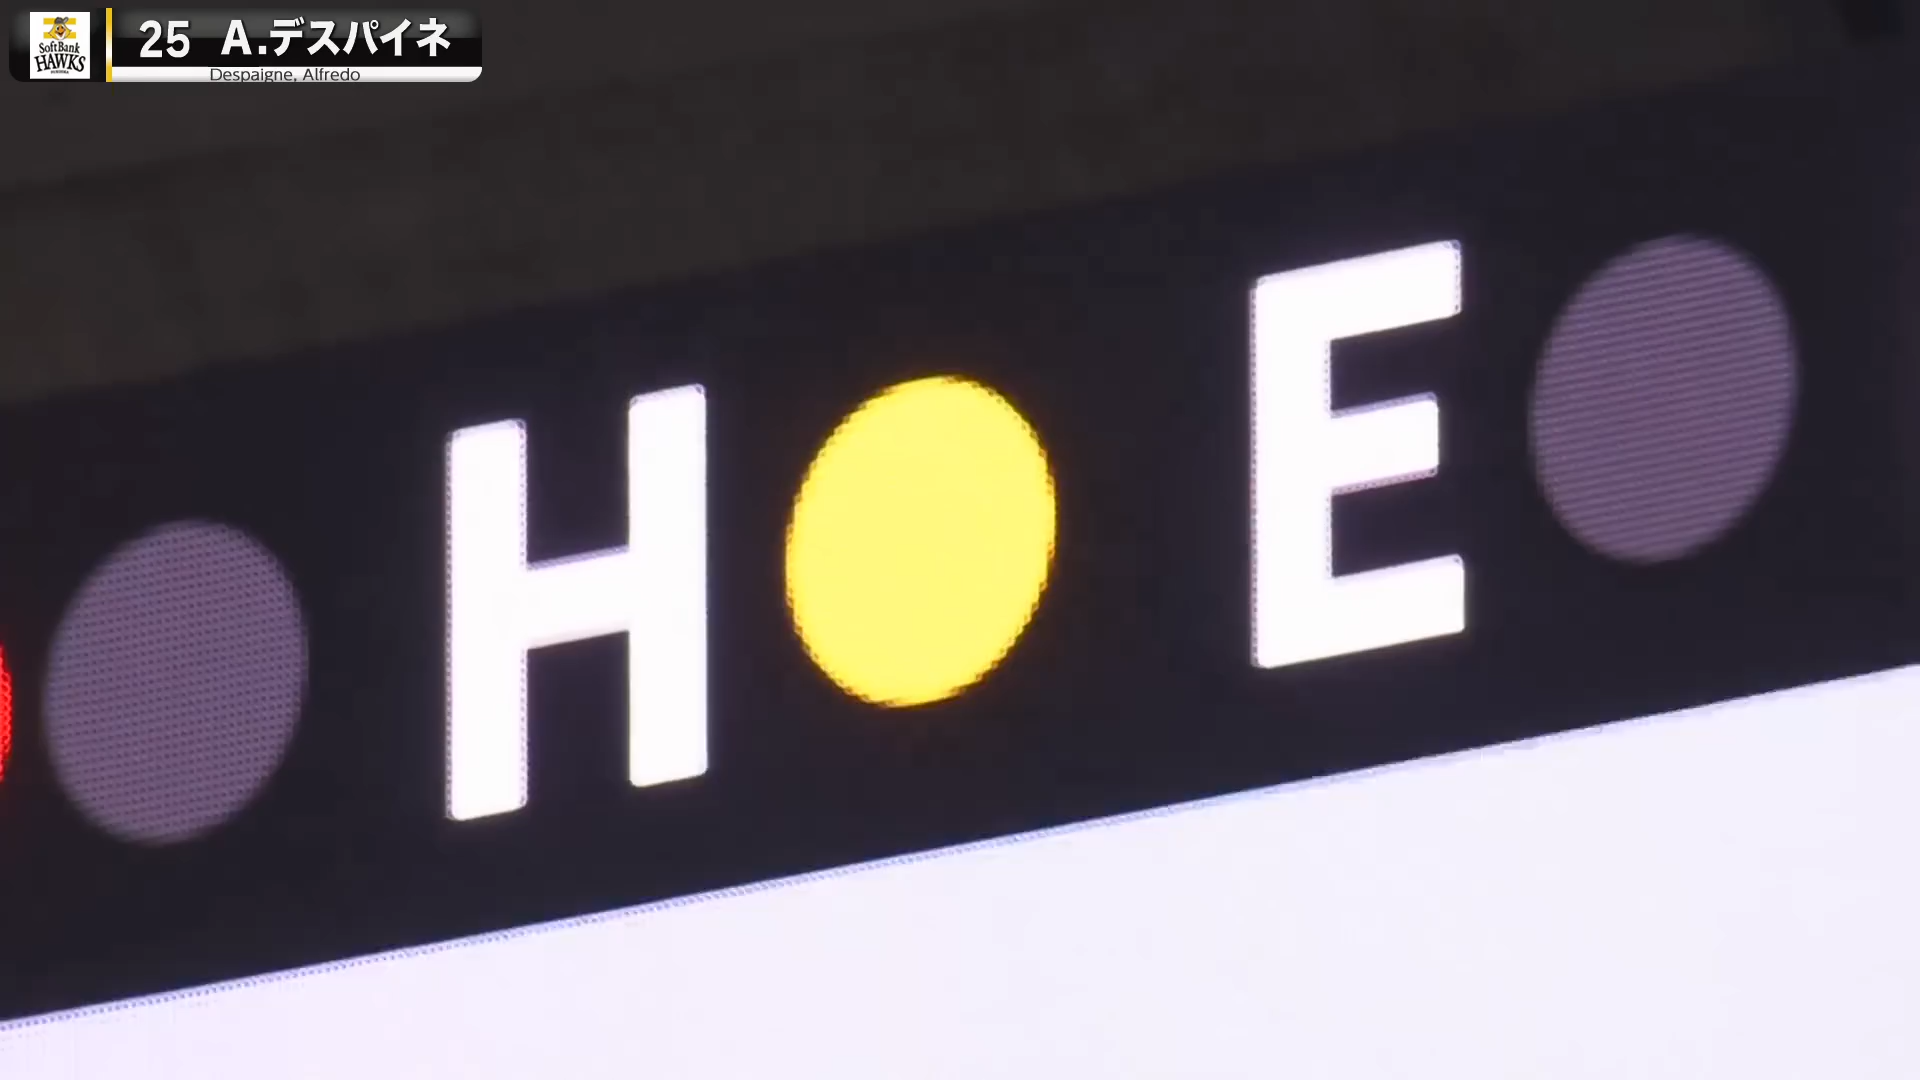 SoftBank
HAWKS
25 A.デスパイネ
Despaigne, Alfredo
H E